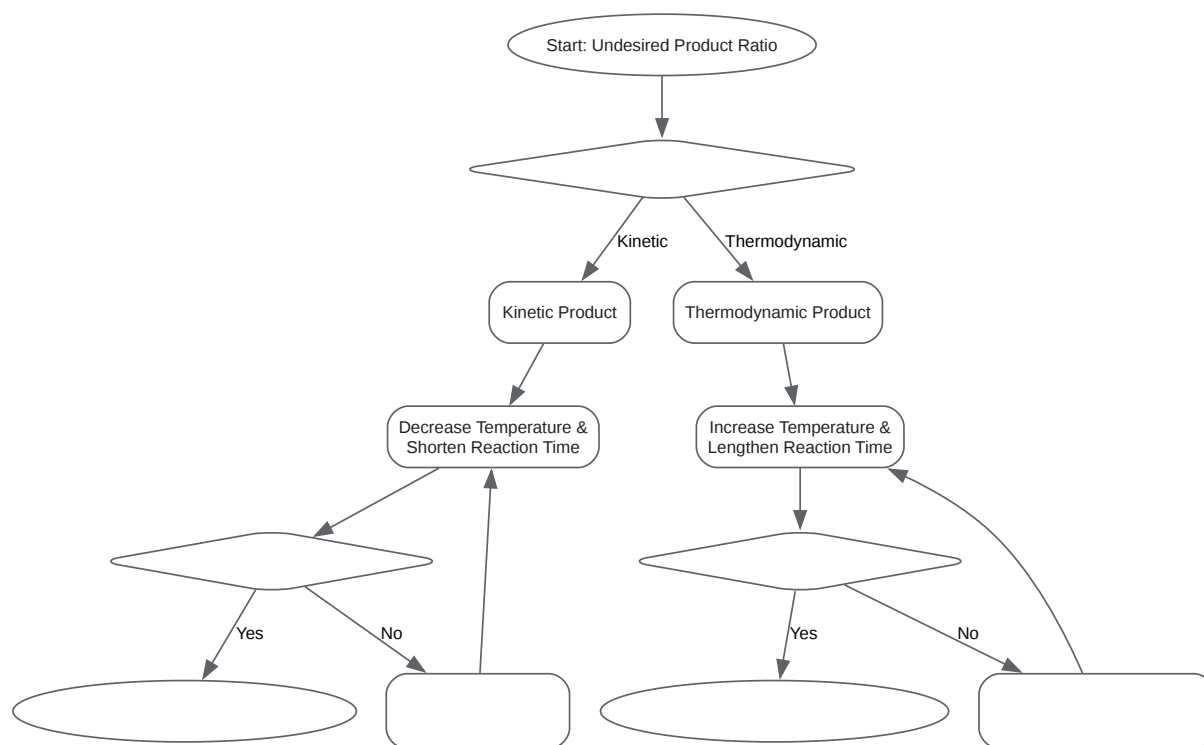 Start: Undesired Product Ratio
Kinetic
Thermodynamic
Kinetic Product
Thermodynamic Product
Decrease Temperature &
Shorten Reaction Time
Increase Temperature &
Lengthen Reaction Time
Yes
No
Yes
No